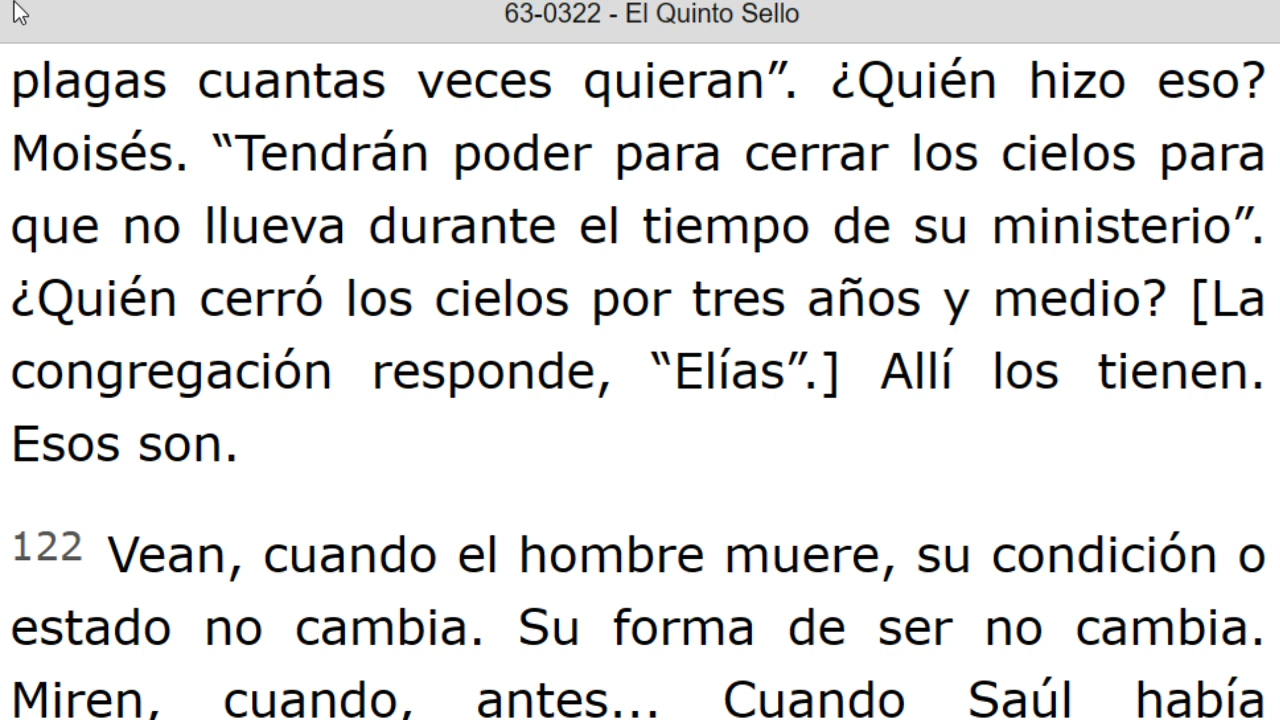 63-0322 - El Quinto Sello
plagas cuantas veces quieran”. ¿Quién hizo eso?
Moisés. “Tendrán poder para cerrar los cielos para
que no llueva durante el tiempo de su ministerio”.
¿Quién cerró los cielos por tres años y medio? [La
congregación responde, “Elías”.] Allí los tienen.
Esos son.
122 Vean, cuando el hombre muere, su condición o
estado no cambia. Su forma de ser no cambia.
Miren, cuando, antes... Cuando Saúl había